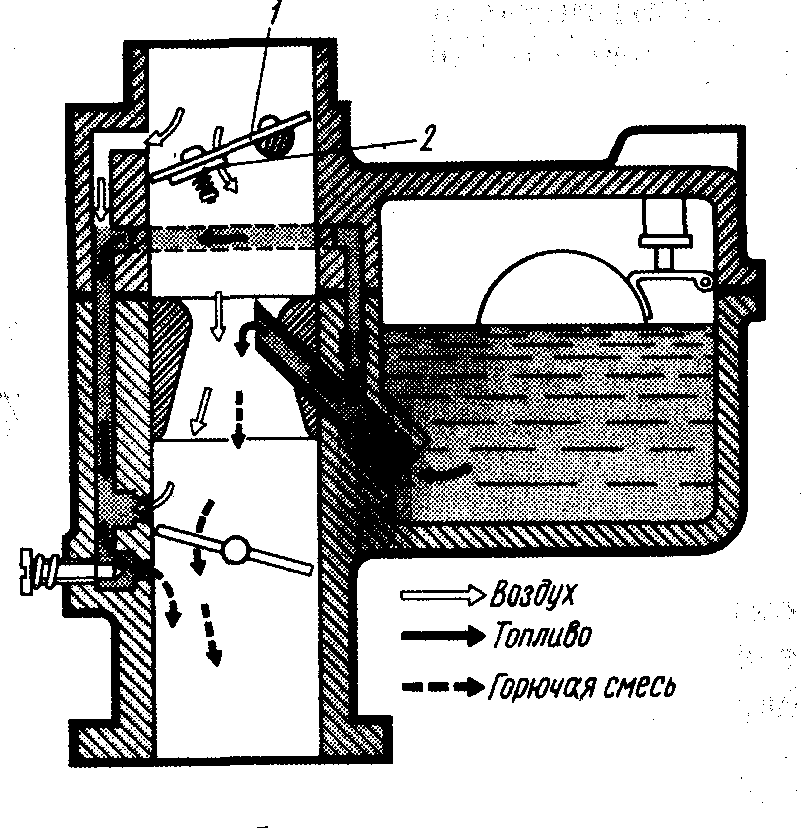 1
2
Воздух
Топливо
Горючая смесь